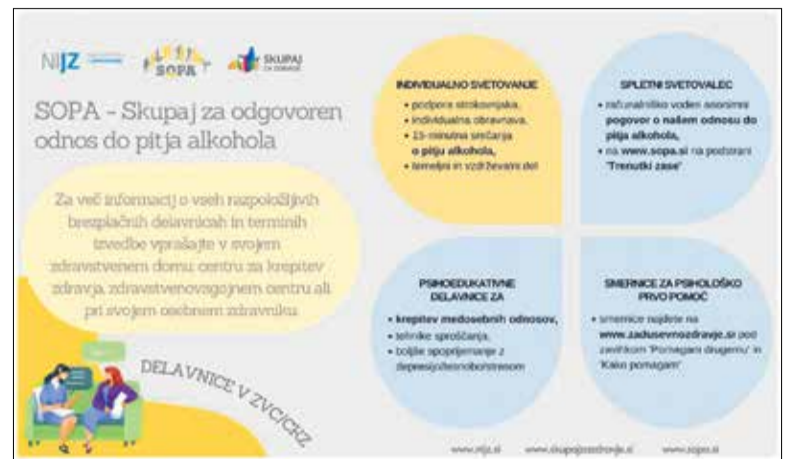 NIJZ
SOPA
SKUPAJ
ZA ZDRAVJE
SOPA - Skupaj za odgovoren
odnos do pitja alkohola
Za več informacij o vseh razpoložljivih
brezplačnih delavnicah in terminih
izvedbe vprašajte v svojem
zdravstvenem domu: centru za krepitev
zdravja, zdravstvenovzgojnem centru ali
pri svojem osebnem zdravniku
DELAVNICE V ZVC/CKZ
INDIVIDUALNO SVETOVANJE
• podpora strokovnjaka,
• individualna obravnava,
• 15-minutna srečanja
o pitju alkohola,
• temeljni in vzdrževalni del
SPLETNI SVETOVALEC
• računalniško voden anonimni
pogovor o našem odnosu do
pitja alkohola,
• na www.sopa.si na podstrani
'Trenutki zase'
PSIHOEDUKATIVNE
DELAVNICE ZA
• krepitev medosebnih odnosov,
• tehnike sproščanja,
• boljše spoprijemanje z
depresijo/tesnobo/stresom
SMERNICE ZA PSIHOLOŠKO
PRVO POMOČ
• smernice najdete na
www.zadusevnozdravje.si pod
zavihkom 'Pomagam drugemu' in
'Kako pomagam'
www.nijz.si www.skupajzazdravje.si www.sopa.si